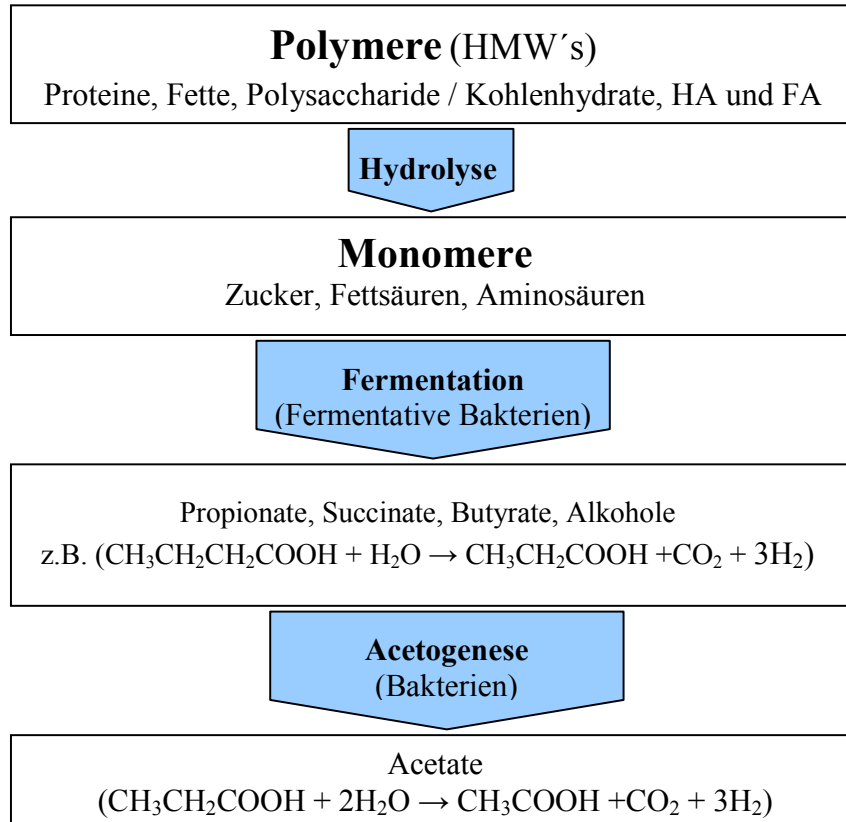 Polymere (HMW´s)
Proteine, Fette, Polysaccharide / Kohlenhydrate, HA und FA
Hydrolyse
Monomere
Zucker, Fettsäuren, Aminosäuren
Fermentation
(Fermentative Bakterien)
Propionate, Succinate, Butyrate, Alkohole
z.B. (CH₃CH₂CH₂COOH + H₂O → CH₃CH₂COOH +CO₂ + 3H₂)
Acetogenese
(Bakterien)
Acetate
(CH₃CH₂COOH + 2H₂O → CH₃COOH +CO₂ + 3H₂)